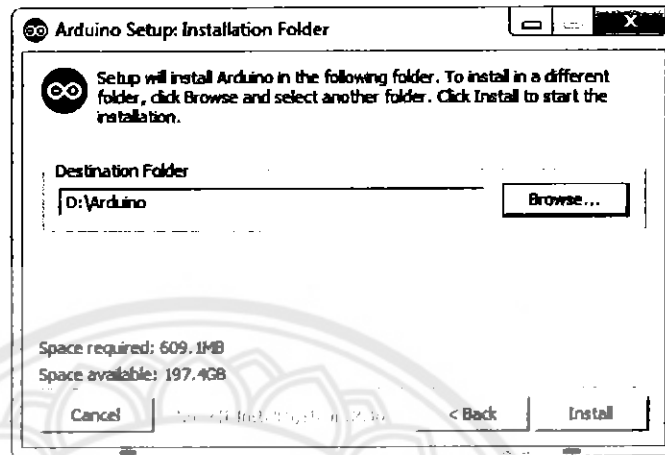 Arduino Setup: Installation Folder
Setup will install Arduino in the following folder. To install in a different
folder, click Browse and select another folder. Click Install to start the
installation.
Destination Folder
D:\Arduino
Browse...
Space required: 609.1MB
Space available: 197.4GB
Cancel
< Back
Install